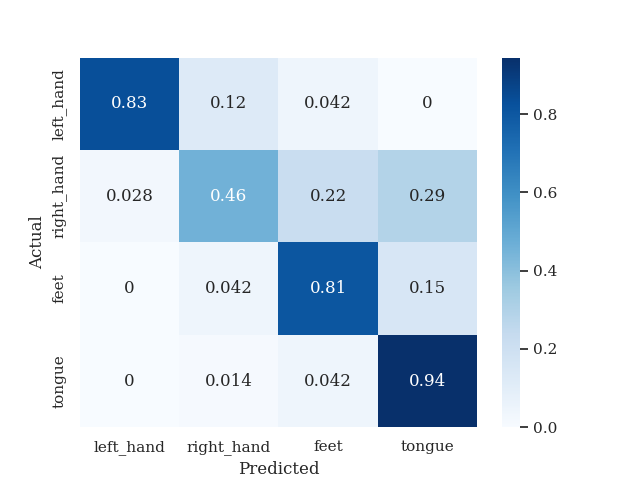 left_hand 0.83 0.12 0.042 0
right_hand 0.028 0.46 0.22 0.29
feet 0 0.042 0.81 0.15
tongue 0 0.014 0.042 0.94
left_hand right_hand feet tongue
Actual
Predicted
0.8
0.6
0.4
0.2
0.0